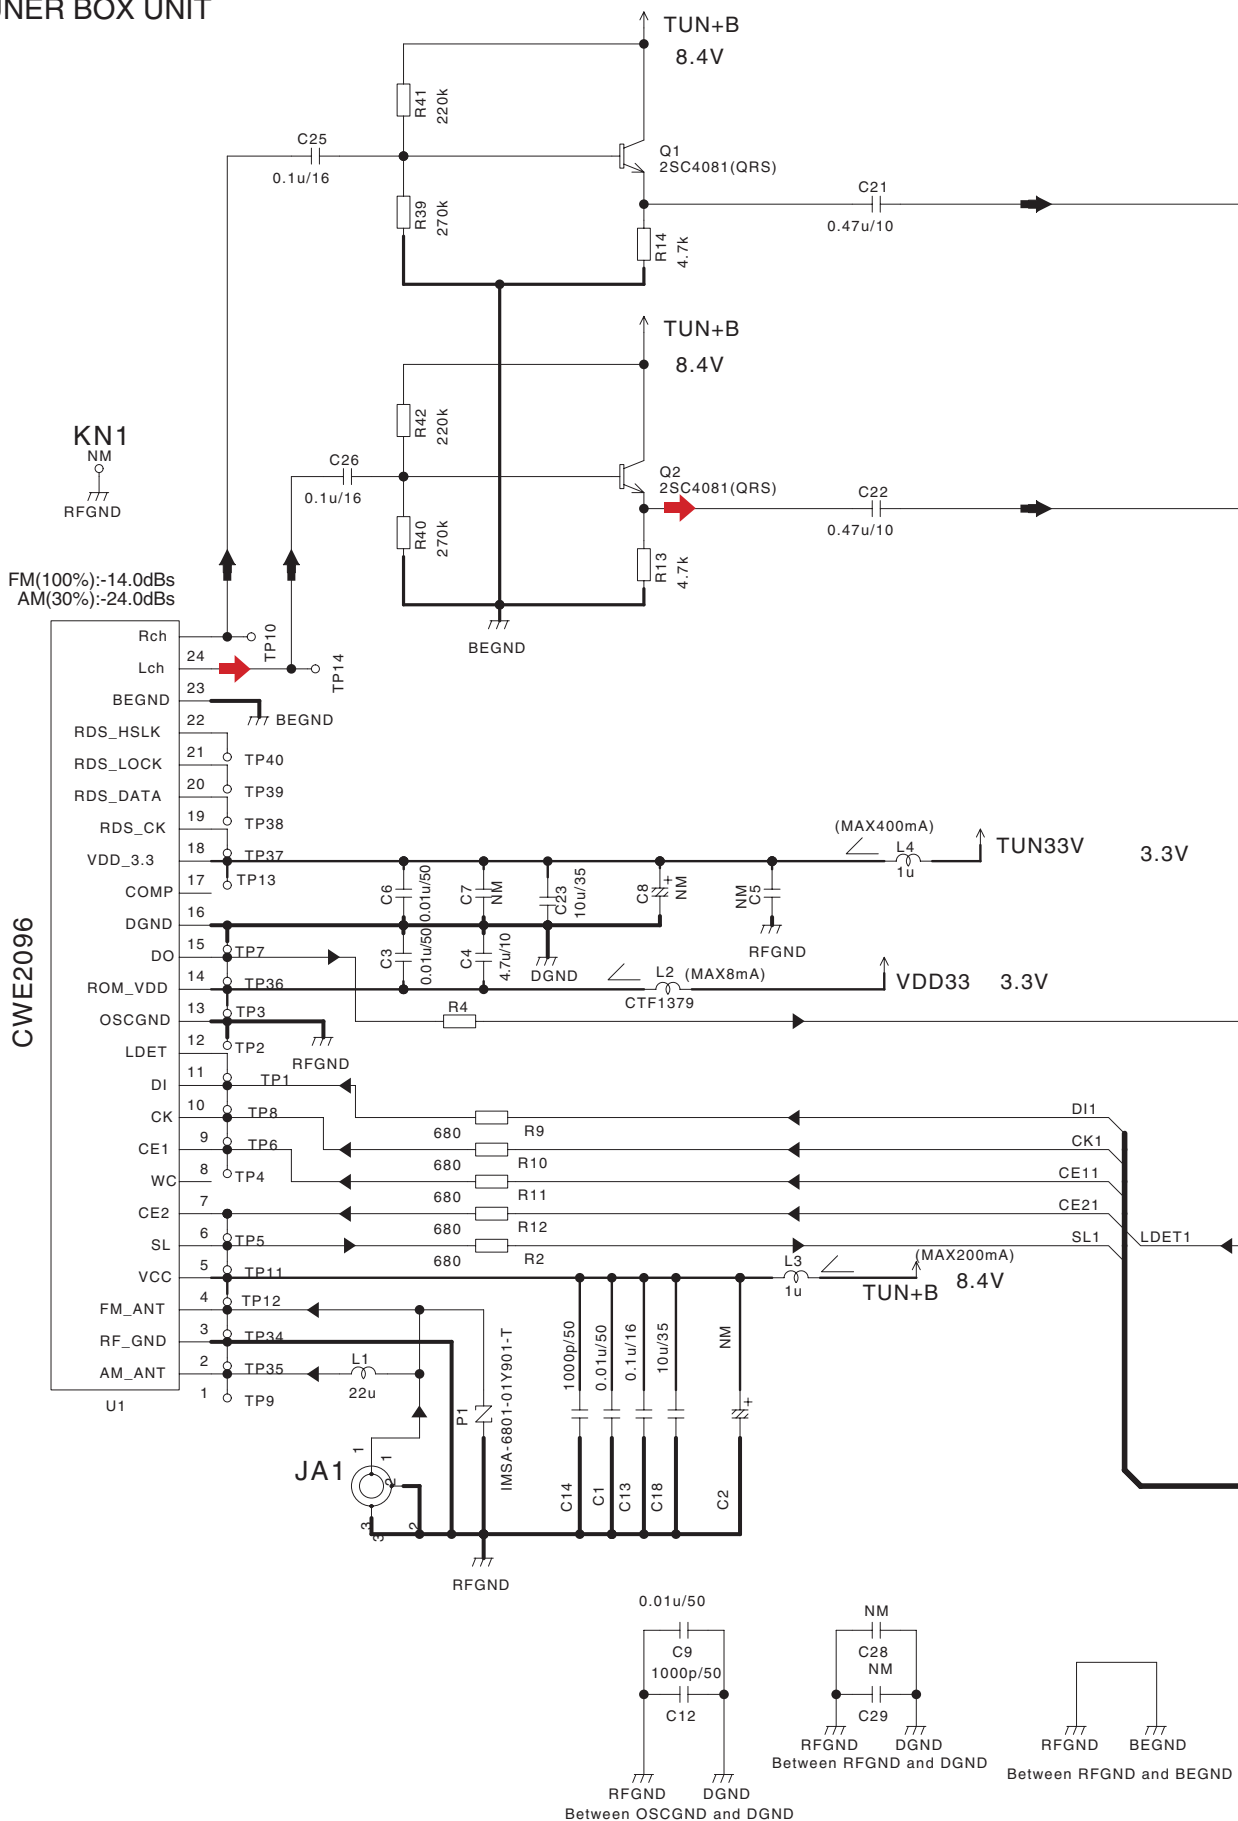 UNER BOX UNIT
TUN+B
8.4V
R41
220k
C25
0.1u/16
Q1
2SC4081(QRS)
R39
270k
C21
0.47u/10
R14
4.7k
TUN+B
8.4V
R42
220k
KN1
NM
RFGND
C26
0.1u/16
Q2
2SC4081(QRS)
C22
0.47u/10
R40
270k
R13
4.7k
FM(100%):-14.0dBs
AM(30%):-24.0dBs
BEGND
Rch
TP10
24
Lch
TP14
23
BEGND
BEGND
22
RDS_HSLK
21
TP40
RDS_LOCK
20
TP39
RDS_DATA
19
TP38
RDS_CK
18
TP37
VDD_3.3
17
TP13
COMP
16
DGND
15
TP7
DO
14
TP36
ROM_VDD
13
TP3
OSCGND
12
TP2
LDET
11
TP1
DI
10
TP8
CK
9
TP6
CE1
8
TP4
WC
7
CE2
6
TP5
SL
5
TP11
VCC
4
TP12
FM_ANT
3
TP34
RF_GND
2
TP35
AM_ANT
1
TP9
U1
CWE2096
(MAX400mA)
L4
1u
TUN33V
3.3V
C6
0.01u/50
C7
NM
C23
10u/35
C8
+
NM
NM
C5
RFGND
C3
0.01u/50
C4
4.7u/10
DGND
L2
(MAX8mA)
CTF1379
VDD33
3.3V
R4
RFGND
DI1
680
R9
CK1
680
R10
CE11
680
R11
CE21
680
R12
SL1
LDET1
680
R2
L3
1u
(MAX200mA)
TUN+B
8.4V
L1
22u
P1
IMSA-6801-01Y901-T
1000p/50
0.01u/50
0.1u/16
10u/35
NM
+
C14
C1
C13
C18
C2
JA1
1
1
2
3
3
2
RFGND
0.01u/50
C9
1000p/50
C12
RFGND
DGND
Between OSCGND and DGND
NM
C28
NM
C29
RFGND
DGND
Between RFGND and DGND
RFGND
BEGND
Between RFGND and BEGND